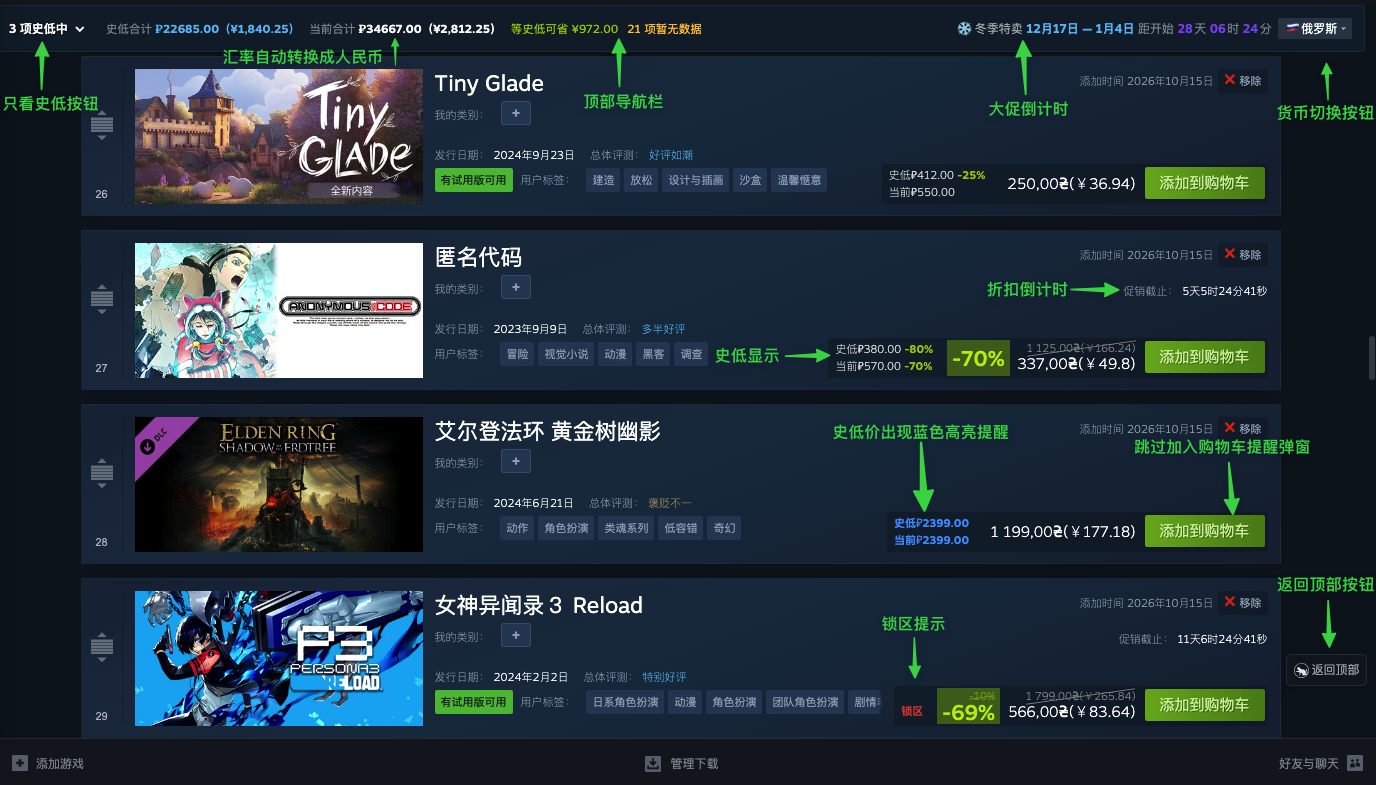 3 项史低中 史低合计 ₽22685.00（¥1,840.25） 当前合计 ₽34667.00（¥2,812.25） 等史低可省 ¥972.00 21 项暂无数据 冬季特卖 12月17日 — 1月4日 距开始 28天 06时 24分 俄罗斯
汇率自动转换成人民币
只看史低按钮
顶部导航栏
大促倒计时
货币切换按钮
Tiny Glade
添加时间 2026年10月15日 移除
Tiny
GLADE
全新内容
我的类别： +
发行日期： 2024年9月23日 总体评测： 好评如潮
有试用版可用 用户标签： 建造 放松 设计与插画 沙盒 温馨惬意
史低₽412.00 -25%
当前₽550.00
250,00₴(￥36.94) 添加到购物车
26
匿名代码
添加时间 2026年10月15日 移除
ANONYMOUS;CODE
我的类别： +
折扣倒计时
促销截止： 5天5时24分41秒
发行日期： 2023年9月9日 总体评测： 多半好评
用户标签： 冒险 视觉小说 动漫 黑客 调查
史低显示
史低₽380.00 -80%
当前₽570.00 -70%
-70%
1 125,00₴(￥166.24)
337,00₴(￥49.8) 添加到购物车
27
艾尔登法环 黄金树幽影
添加时间 2026年10月15日 移除
DLC
ELDEN RING
SHADOW OF THE ERDTREE
我的类别： +
史低价出现蓝色高亮提醒
跳过加入购物车提醒弹窗
发行日期： 2024年6月21日 总体评测： 褒贬不一
用户标签： 动作 角色扮演 类魂系列 低容错 奇幻
史低₽2399.00
当前₽2399.00
1 199,00₴(￥177.18) 添加到购物车
28
女神异闻录３ Reload
添加时间 2026年10月15日 移除
返回顶部按钮
P3
PERSONA3
RELOAD
我的类别： +
锁区提示
促销截止： 11天6时24分41秒
发行日期： 2024年2月2日 总体评测： 特别好评
有试用版可用 用户标签： 日系角色扮演 动漫 角色扮演 团队角色扮演 剧情
锁区
-10%
-69%
1 799,00₴(￥265.84)
566,00₴(￥83.64) 添加到购物车
返回顶部
29
添加游戏 管理下载 好友与聊天